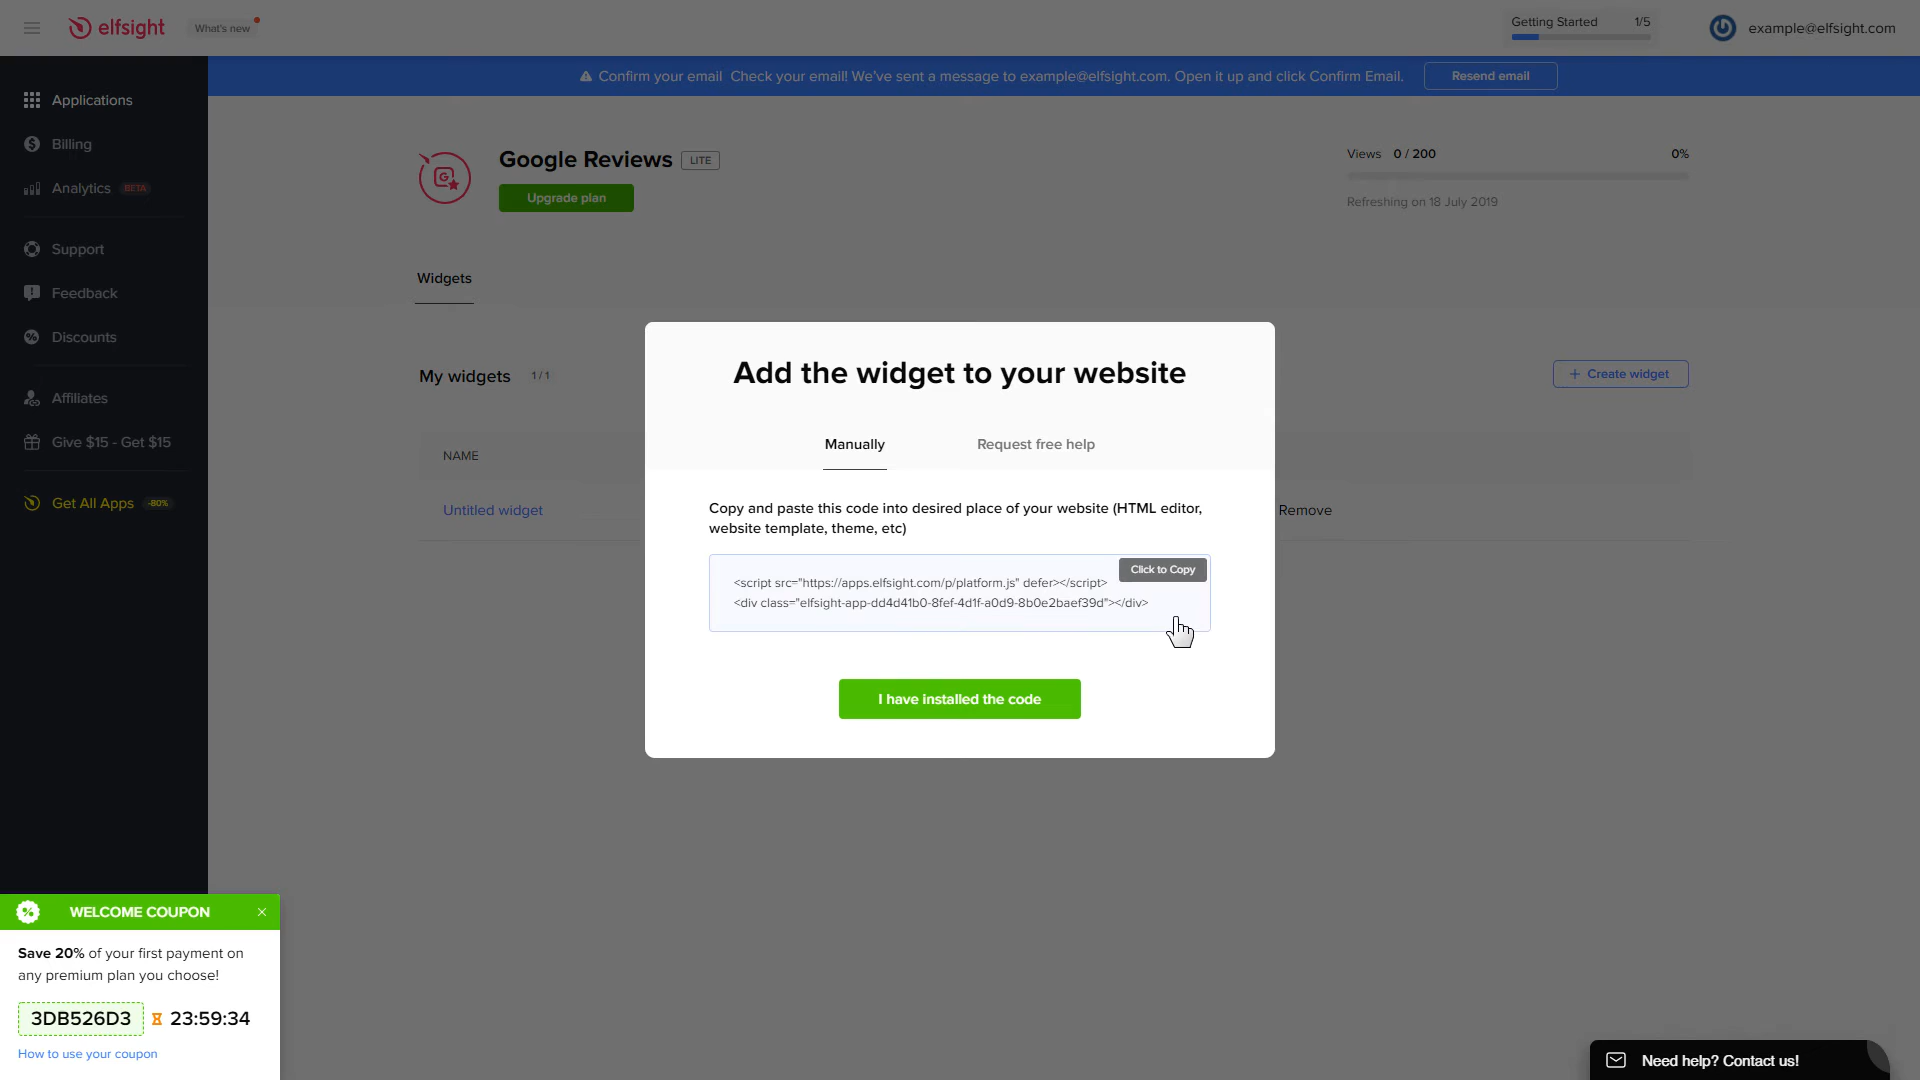 elfsight
What's new
Getting Started 1/5
example@elfsight.com
Confirm your email Check your email! We've sent a message to example@elfsight.com. Open it up and click Confirm Email.
Resend email
Applications
Billing
Analytics BETA
Support
Feedback
Discounts
Affiliates
Give $15 - Get $15
Get All Apps -80%
Google Reviews LITE
Upgrade plan
Views 0 / 200 0%
Refreshing on 18 July 2019
Widgets
My widgets 1 / 1
+ Create widget
NAME
Untitled widget
Remove
Add the widget to your website
Manually
Request free help
Copy and paste this code into desired place of your website (HTML editor,
website template, theme, etc)
Click to Copy
<script src="https://apps.elfsight.com/p/platform.js" defer></script>
<div class="elfsight-app-dd4d41b0-8fef-4d1f-a0d9-8b0e2baef39d"></div>
I have installed the code
WELCOME COUPON
Save 20% of your first payment on
any premium plan you choose!
3DB526D3 23:59:34
How to use your coupon
Need help? Contact us!